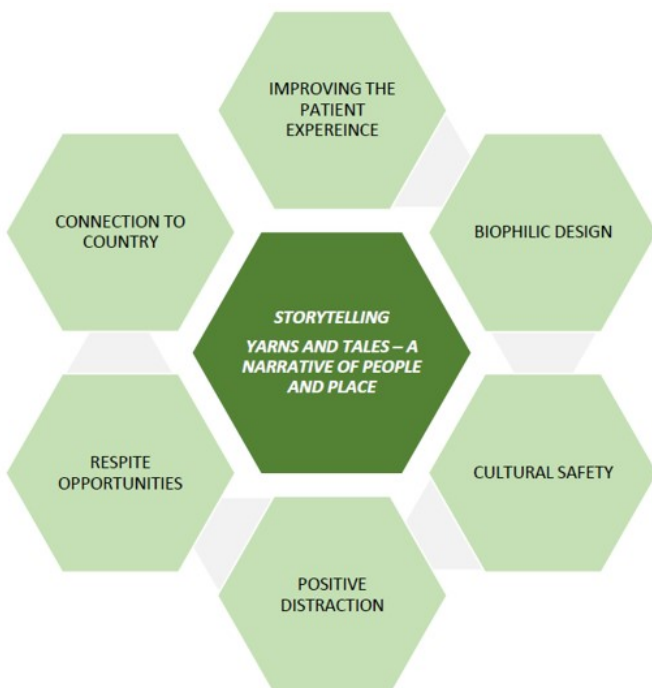 IMPROVING THE
PATIENT
EXPEREINCE
BIOPHILIC DESIGN
CULTURAL SAFETY
POSITIVE
DISTRACTION
RESPITE
OPPORTUNITIES
CONNECTION TO
COUNTRY
STORYTELLING
YARNS AND TALES – A
NARRATIVE OF PEOPLE
AND PLACE